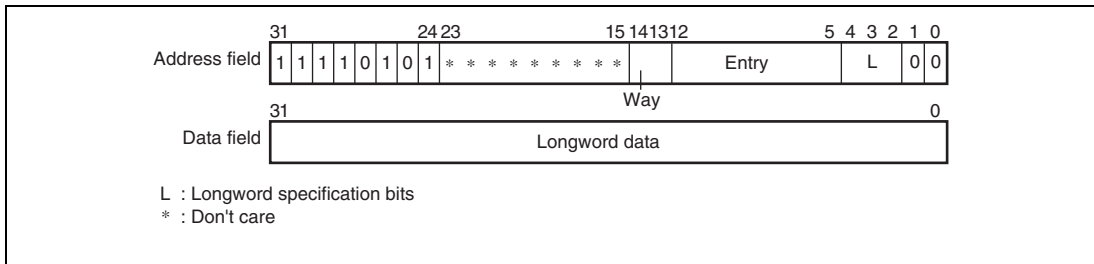 31 24 23 15 14 13 12 5 4 3 2 1 0
Address field 1 1 1 1 0 1 0 1 * * * * * * * * * Entry L 0 0
Way
31 0
Data field Longword data
L : Longword specification bits
* : Don't care